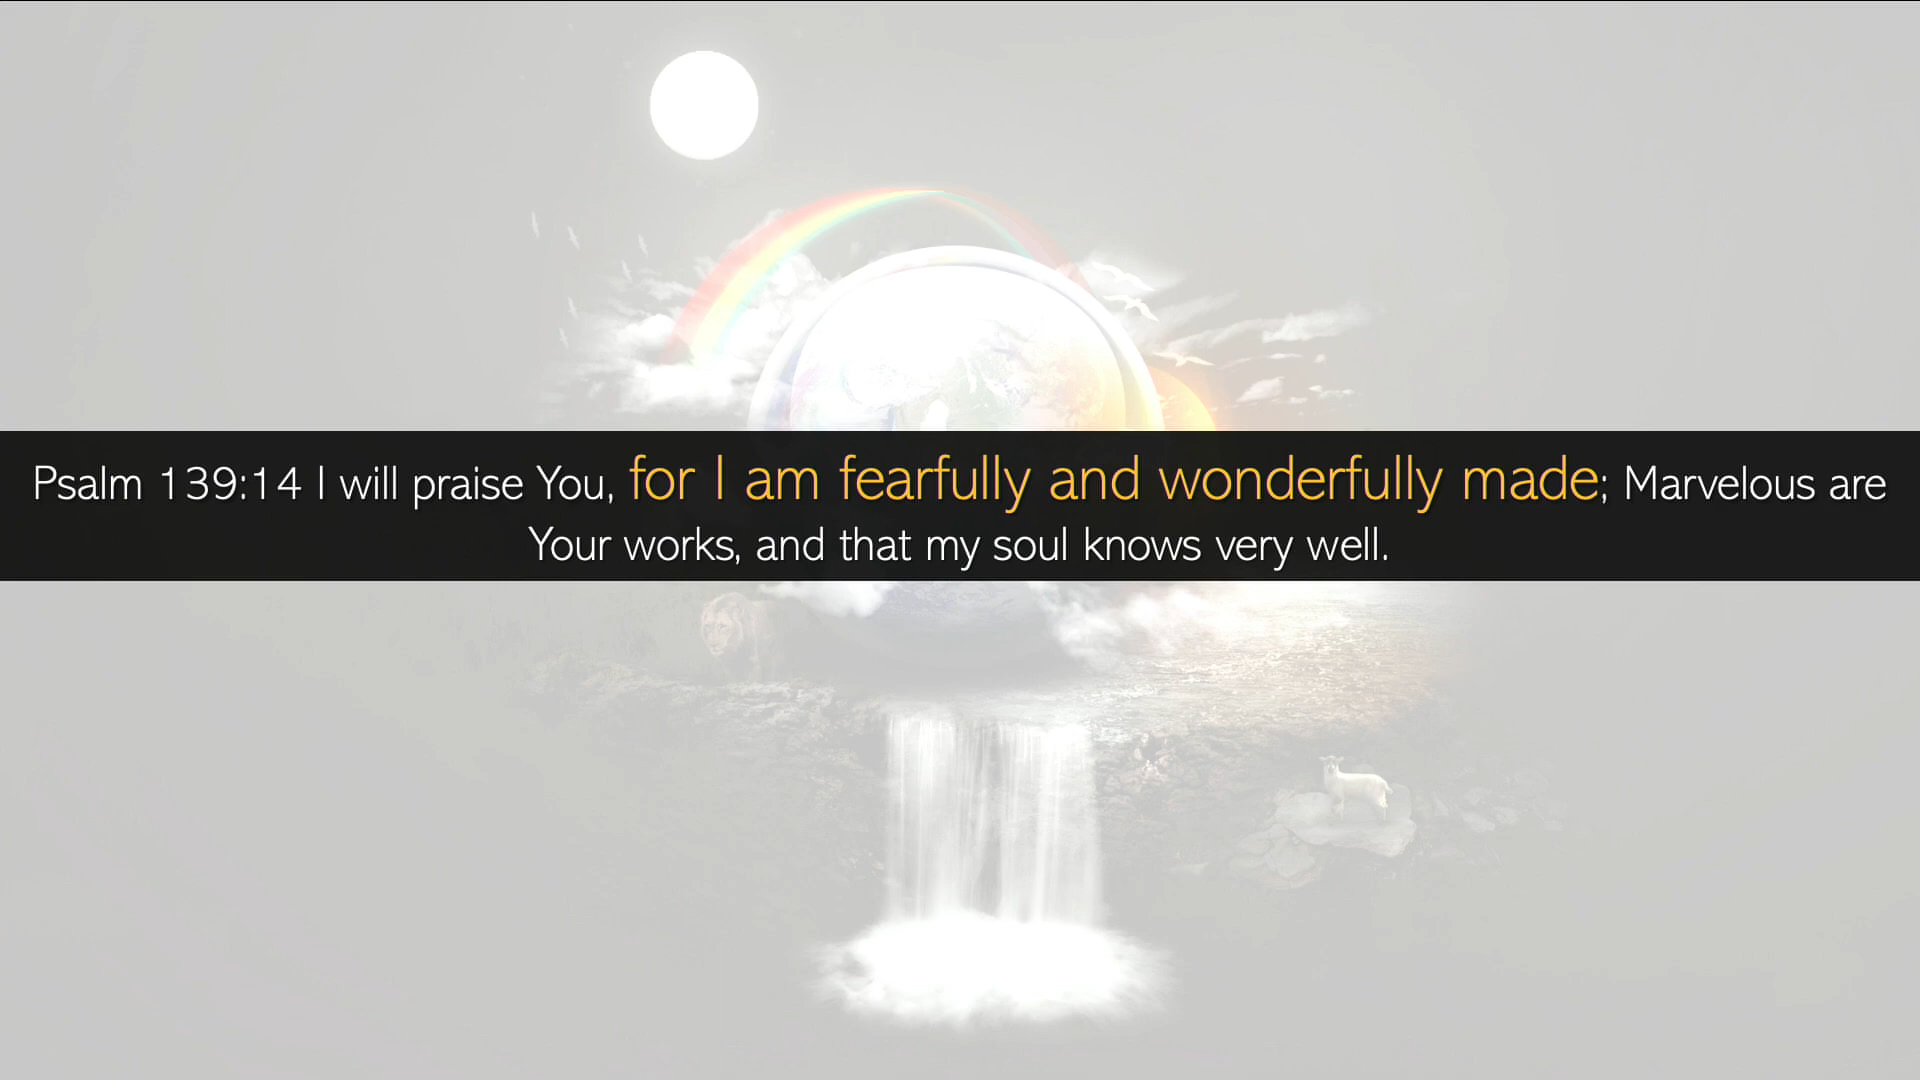 Psalm 139:14 I will praise You, for I am fearfully and wonderfully made; Marvelous are
Your works, and that my soul knows very well.